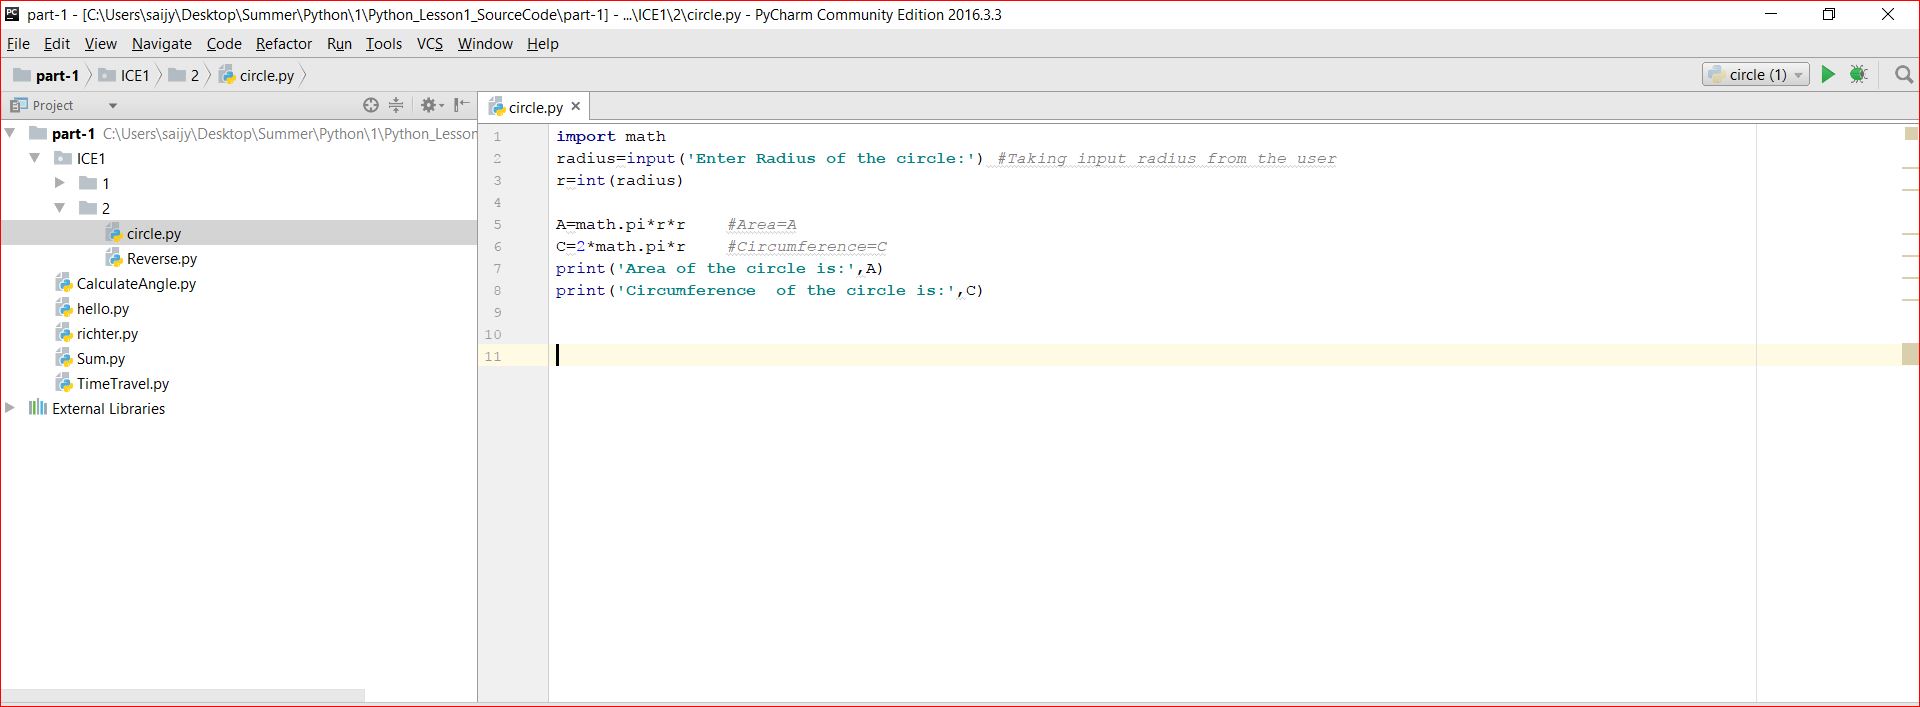 PC part-1 - [C:\Users\saijy\Desktop\Summer\Python\1\Python_Lesson1_SourceCode\part-1] - ...\ICE1\2\circle.py - PyCharm Community Edition 2016.3.3
File Edit View Navigate Code Refactor Run Tools VCS Window Help
part-1 ICE1 2 circle.py circle (1)
Project
circle.py
part-1 C:\Users\saijy\Desktop\Summer\Python\1\Python_Lesson
ICE1
1
2
circle.py
Reverse.py
CalculateAngle.py
hello.py
richter.py
Sum.py
TimeTravel.py
External Libraries
1 import math
2 radius=input('Enter Radius of the circle:') #Taking input radius from the user
3 r=int(radius)
4
5 A=math.pi*r*r    #Area=A
6 C=2*math.pi*r    #Circumference=C
7 print('Area of the circle is:',A)
8 print('Circumference  of the circle is:',C)
9
10
11